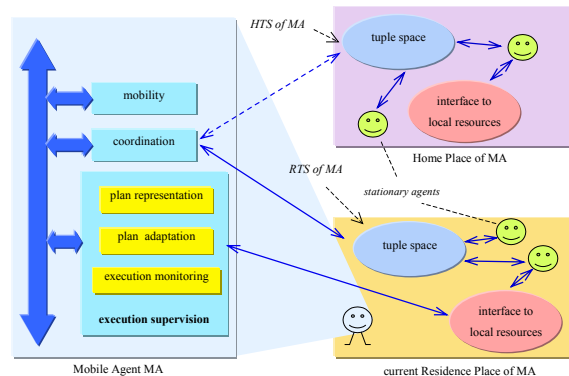 HTS of MA
tuple space
mobility
interface to
local resources
coordination
Home Place of MA
RTS of MA
plan representation
stationary agents
plan adaptation
tuple space
execution monitoring
interface to
local resources
execution supervision
Mobile Agent MA
current Residence Place of MA